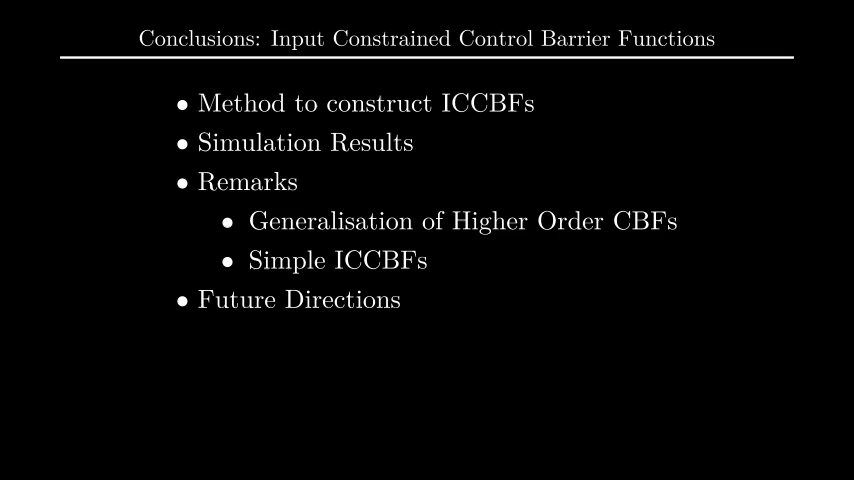 Conclusions: Input Constrained Control Barrier Functions
• Method to construct ICCBFs
• Simulation Results
• Remarks
• Generalisation of Higher Order CBFs
• Simple ICCBFs
• Future Directions